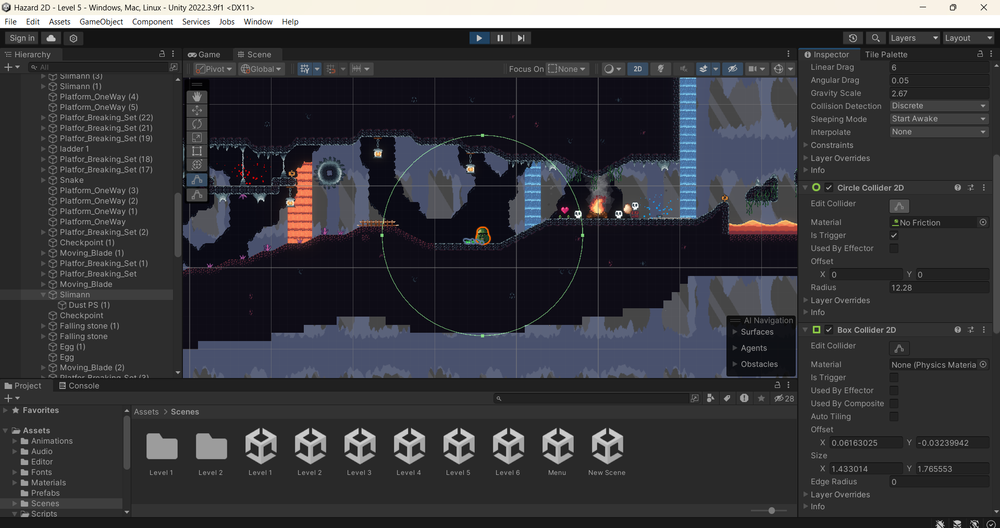 Hazard 2D - Level 5 - Windows, Mac, Linux - Unity 2022.3.9f1 <DX11>
File Edit Assets GameObject Component Services Jobs Window Help
Sign in
Layers
Layout
Hierarchy
All
Slimann (3)
Slimann (1)
Platform_OneWay (4)
Platform_OneWay (5)
Platfor_Breaking_Set (22)
Platfor_Breaking_Set (21)
Platfor_Breaking_Set (19)
ladder 1
Platfor_Breaking_Set (18)
Platfor_Breaking_Set (17)
Snake
Platform_OneWay (3)
Platform_OneWay (2)
Platform_OneWay (1)
Platform_OneWay
Platfor_Breaking_Set (2)
Checkpoint (1)
Moving_Blade (1)
Platfor_Breaking_Set (1)
Platfor_Breaking_Set
Moving_Blade
Slimann
Dust PS (1)
Checkpoint
Falling stone (1)
Falling stone
Egg (1)
Egg
Moving_Blade (2)
Platfor_Breaking_Set (3)
Game Scene
Pivot Global Focus On None 2D
AI Navigation
Surfaces
Agents
Obstacles
Inspector Tile Palette
Linear Drag 6
Angular Drag 0.05
Gravity Scale 2.67
Collision Detection Discrete
Sleeping Mode Start Awake
Interpolate None
Constraints
Layer Overrides
Info
Circle Collider 2D
Edit Collider
Material No Friction
Is Trigger
Used By Effector
Offset
X 0 Y 0
Radius 12.28
Layer Overrides
Info
Box Collider 2D
Edit Collider
Material None (Physics Materia
Is Trigger
Used By Effector
Used By Composite
Auto Tiling
Offset
X 0.06163025 Y -0.03239942
Size
X 1.433014 Y 1.765553
Edge Radius 0
Layer Overrides
Info
Project Console
28
Favorites
Assets
Animations
Audio
Editor
Fonts
Materials
Prefabs
Scenes
Scripts
Assets > Scenes
Level 1 Level 2 Level 1 Level 2 Level 3 Level 4 Level 5 Level 6 Menu New Scene